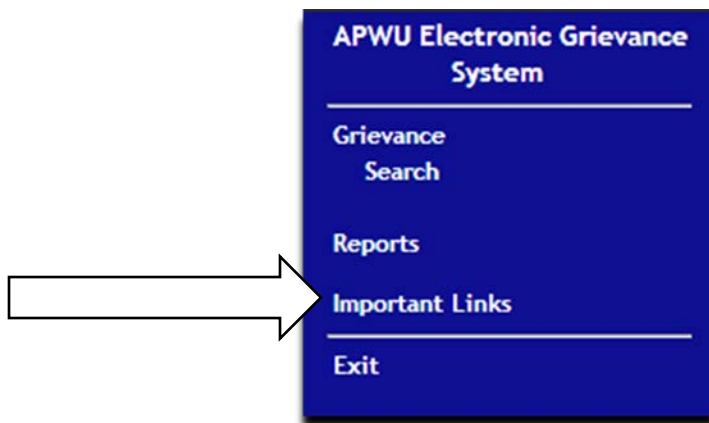 APWU Electronic Grievance
System
Grievance
Search
Reports
Important Links
Exit